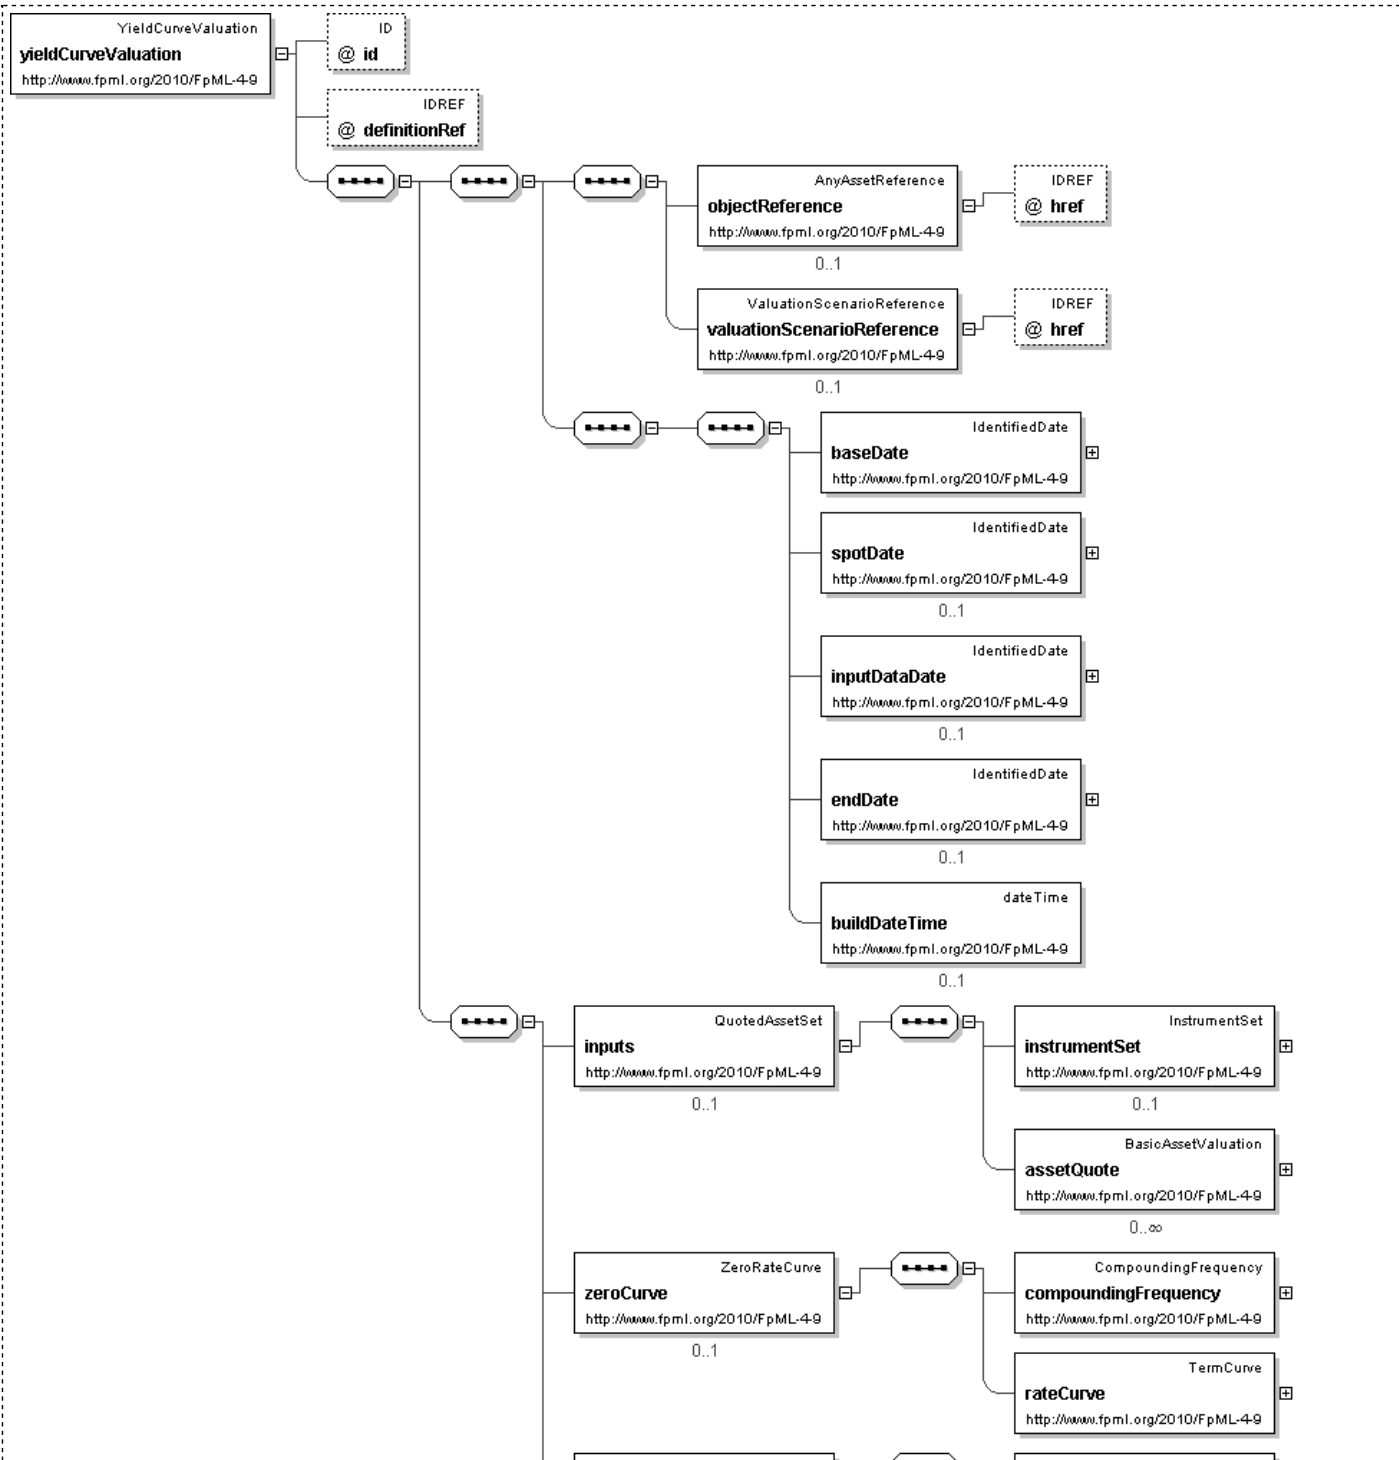 YieldCurveValuation
yieldCurveValuation
http://www.fpml.org/2010/FpML-4-9
ID
@ id
IDREF
@ definitionRef
AnyAssetReference
objectReference
http://www.fpml.org/2010/FpML-4-9
0..1
IDREF
@ href
ValuationScenarioReference
valuationScenarioReference
http://www.fpml.org/2010/FpML-4-9
0..1
IDREF
@ href
IdentifiedDate
baseDate
http://www.fpml.org/2010/FpML-4-9
IdentifiedDate
spotDate
http://www.fpml.org/2010/FpML-4-9
0..1
IdentifiedDate
inputDataDate
http://www.fpml.org/2010/FpML-4-9
0..1
IdentifiedDate
endDate
http://www.fpml.org/2010/FpML-4-9
0..1
dateTime
buildDateTime
http://www.fpml.org/2010/FpML-4-9
0..1
QuotedAssetSet
inputs
http://www.fpml.org/2010/FpML-4-9
0..1
InstrumentSet
instrumentSet
http://www.fpml.org/2010/FpML-4-9
0..1
BasicAssetValuation
assetQuote
http://www.fpml.org/2010/FpML-4-9
0..∞
ZeroRateCurve
zeroCurve
http://www.fpml.org/2010/FpML-4-9
0..1
CompoundingFrequency
compoundingFrequency
http://www.fpml.org/2010/FpML-4-9
TermCurve
rateCurve
http://www.fpml.org/2010/FpML-4-9